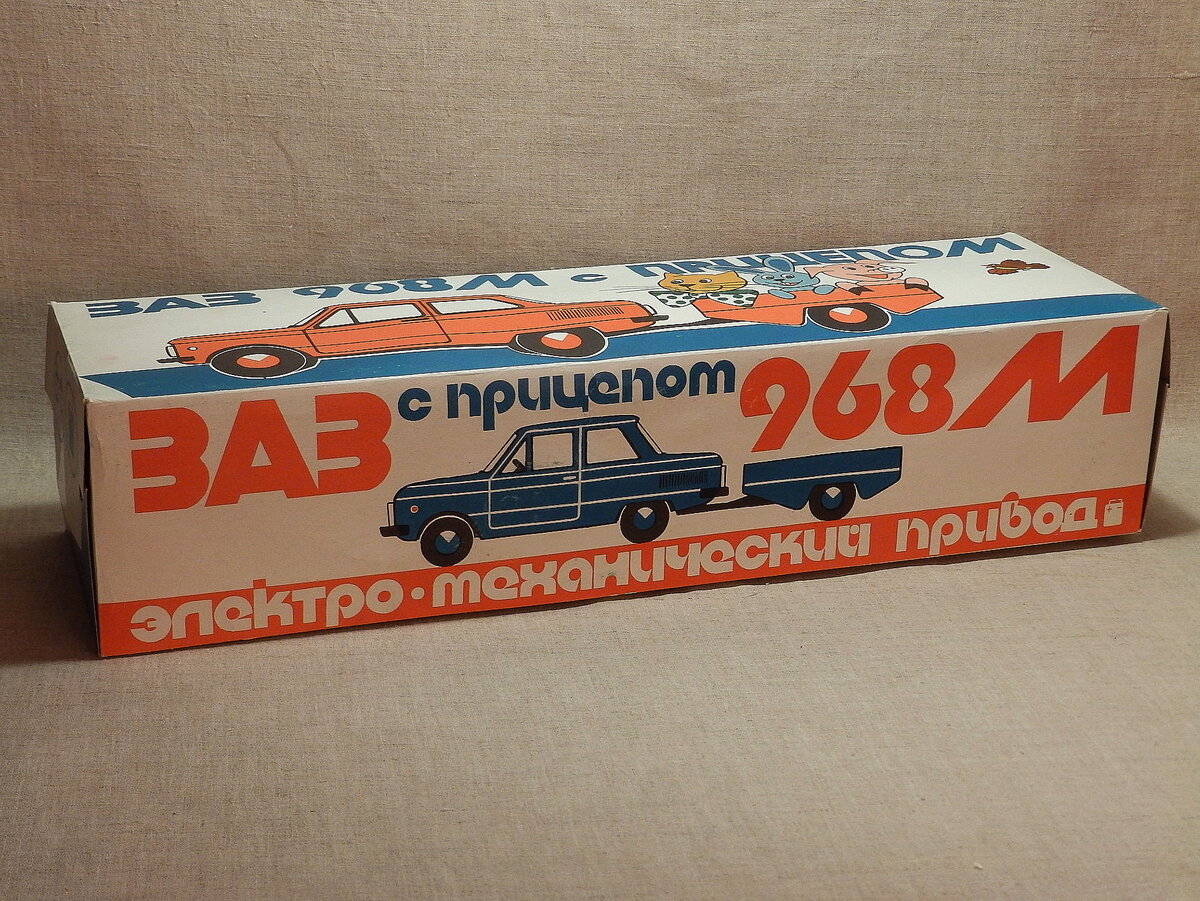 ЗАЗ 968М с ПРИЦЕПОМ
ЗАЗ с прицепом 968М
электро·механический привод